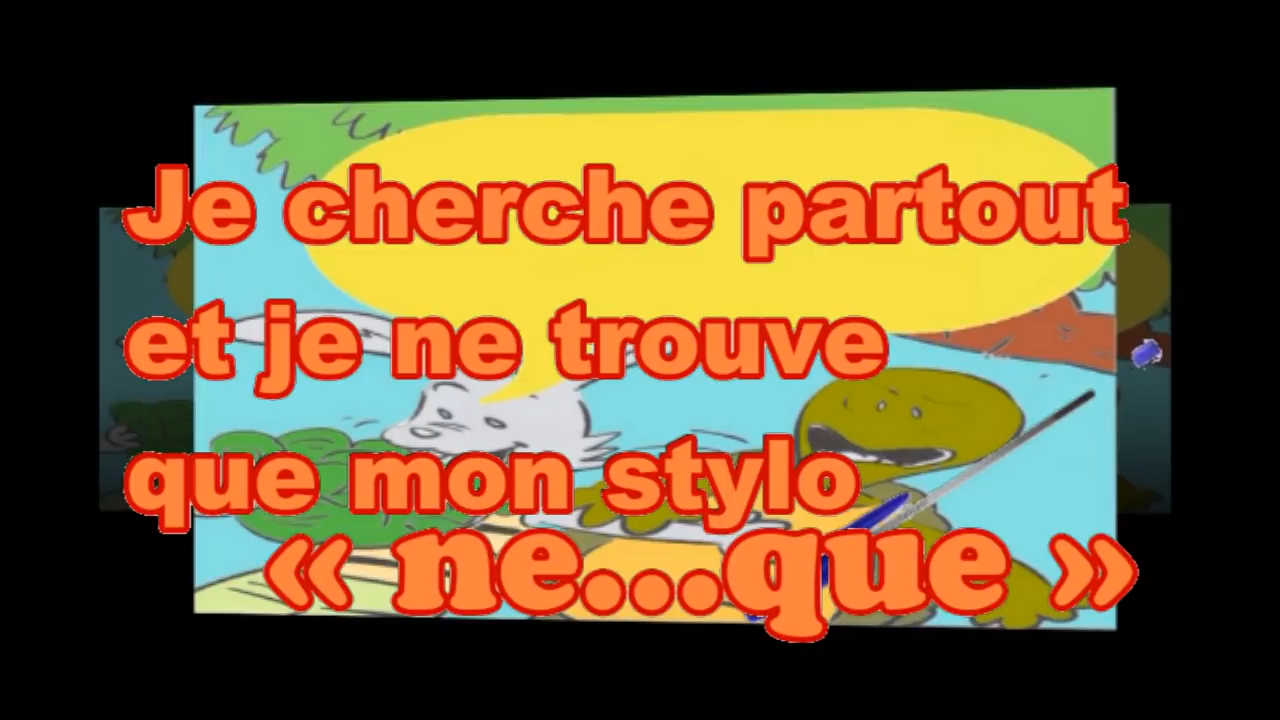 Je cherche partout
et je ne trouve
que mon stylo
« ne...que »